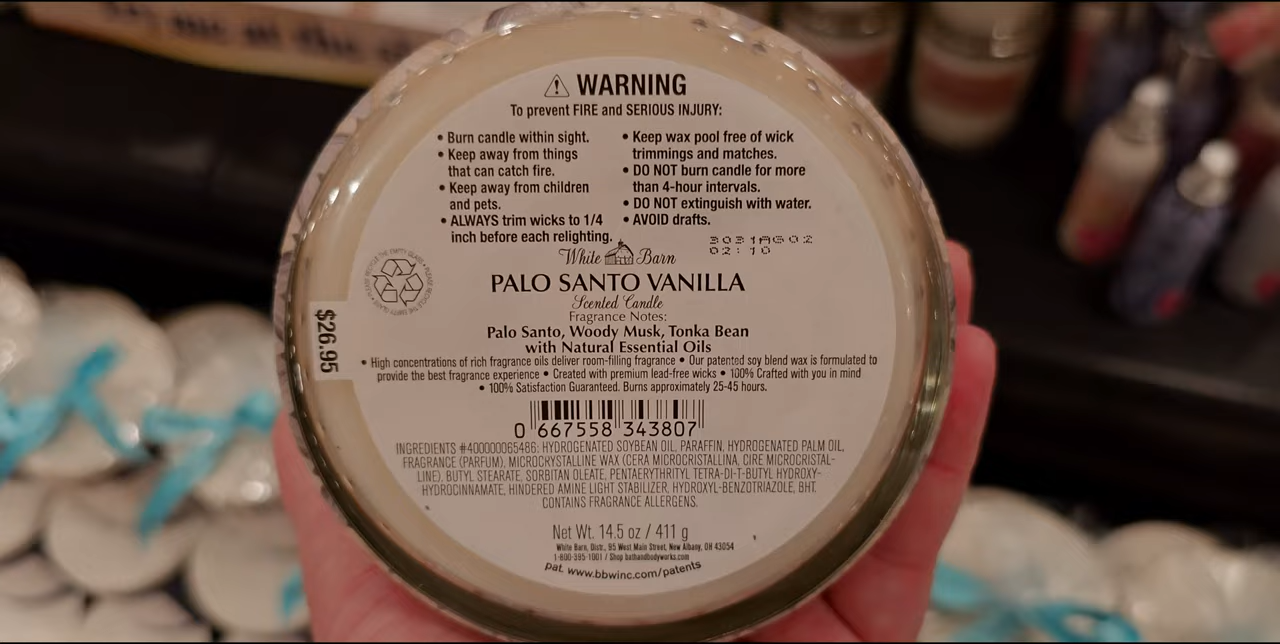 ⚠ WARNING
To prevent FIRE and SERIOUS INJURY:
• Burn candle within sight.
• Keep away from things
that can catch fire.
• Keep away from children
and pets.
• ALWAYS trim wicks to 1/4
inch before each relighting.
• Keep wax pool free of wick
trimmings and matches.
• DO NOT burn candle for more
than 4-hour intervals.
• DO NOT extinguish with water.
• AVOID drafts.
3031AG02
02:10
White Barn
PALO SANTO VANILLA
Scented Candle
Fragrance Notes:
Palo Santo, Woody Musk, Tonka Bean
with Natural Essential Oils
$26.95
• High concentrations of rich fragrance oils deliver room-filling fragrance • Our patented soy blend wax is formulated to
provide the best fragrance experience • Created with premium lead-free wicks • 100% Crafted with you in mind
• 100% Satisfaction Guaranteed. Burns approximately 25-45 hours.
0 667558 343807
INGREDIENTS #400000065486: HYDROGENATED SOYBEAN OIL, PARAFFIN, HYDROGENATED PALM OIL,
FRAGRANCE (PARFUM), MICROCRYSTALLINE WAX (CERA MICROCRISTALLINA, CIRE MICROCRISTAL-
LINE), BUTYL STEARATE, SORBITAN OLEATE, PENTAERYTHRITYL TETRA-DI-T-BUTYL HYDROXY-
HYDROCINNAMATE, HINDERED AMINE LIGHT STABILIZER, HYDROXYL-BENZOTRIAZOLE, BHT.
CONTAINS FRAGRANCE ALLERGENS.
Net Wt. 14.5 oz / 411 g
White Barn, Distr., 95 West Main Street, New Albany, OH 43054
1-800-395-1001 / Shop bathandbodyworks.com
pat. www.bbwinc.com/patents